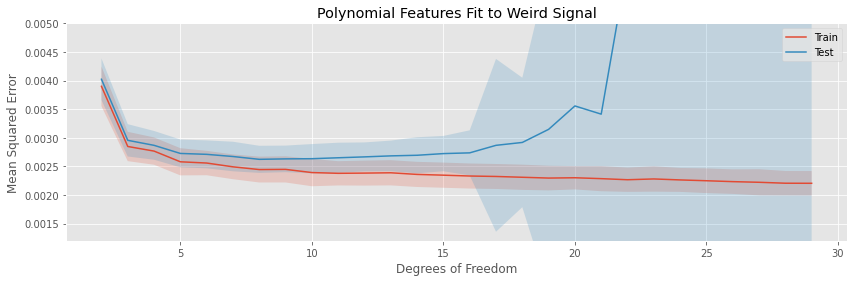 Polynomial Features Fit to Weird Signal
Train
Test
Mean Squared Error
0.0050
0.0045
0.0040
0.0035
0.0030
0.0025
0.0020
0.0015
5
10
15
20
25
30
Degrees of Freedom